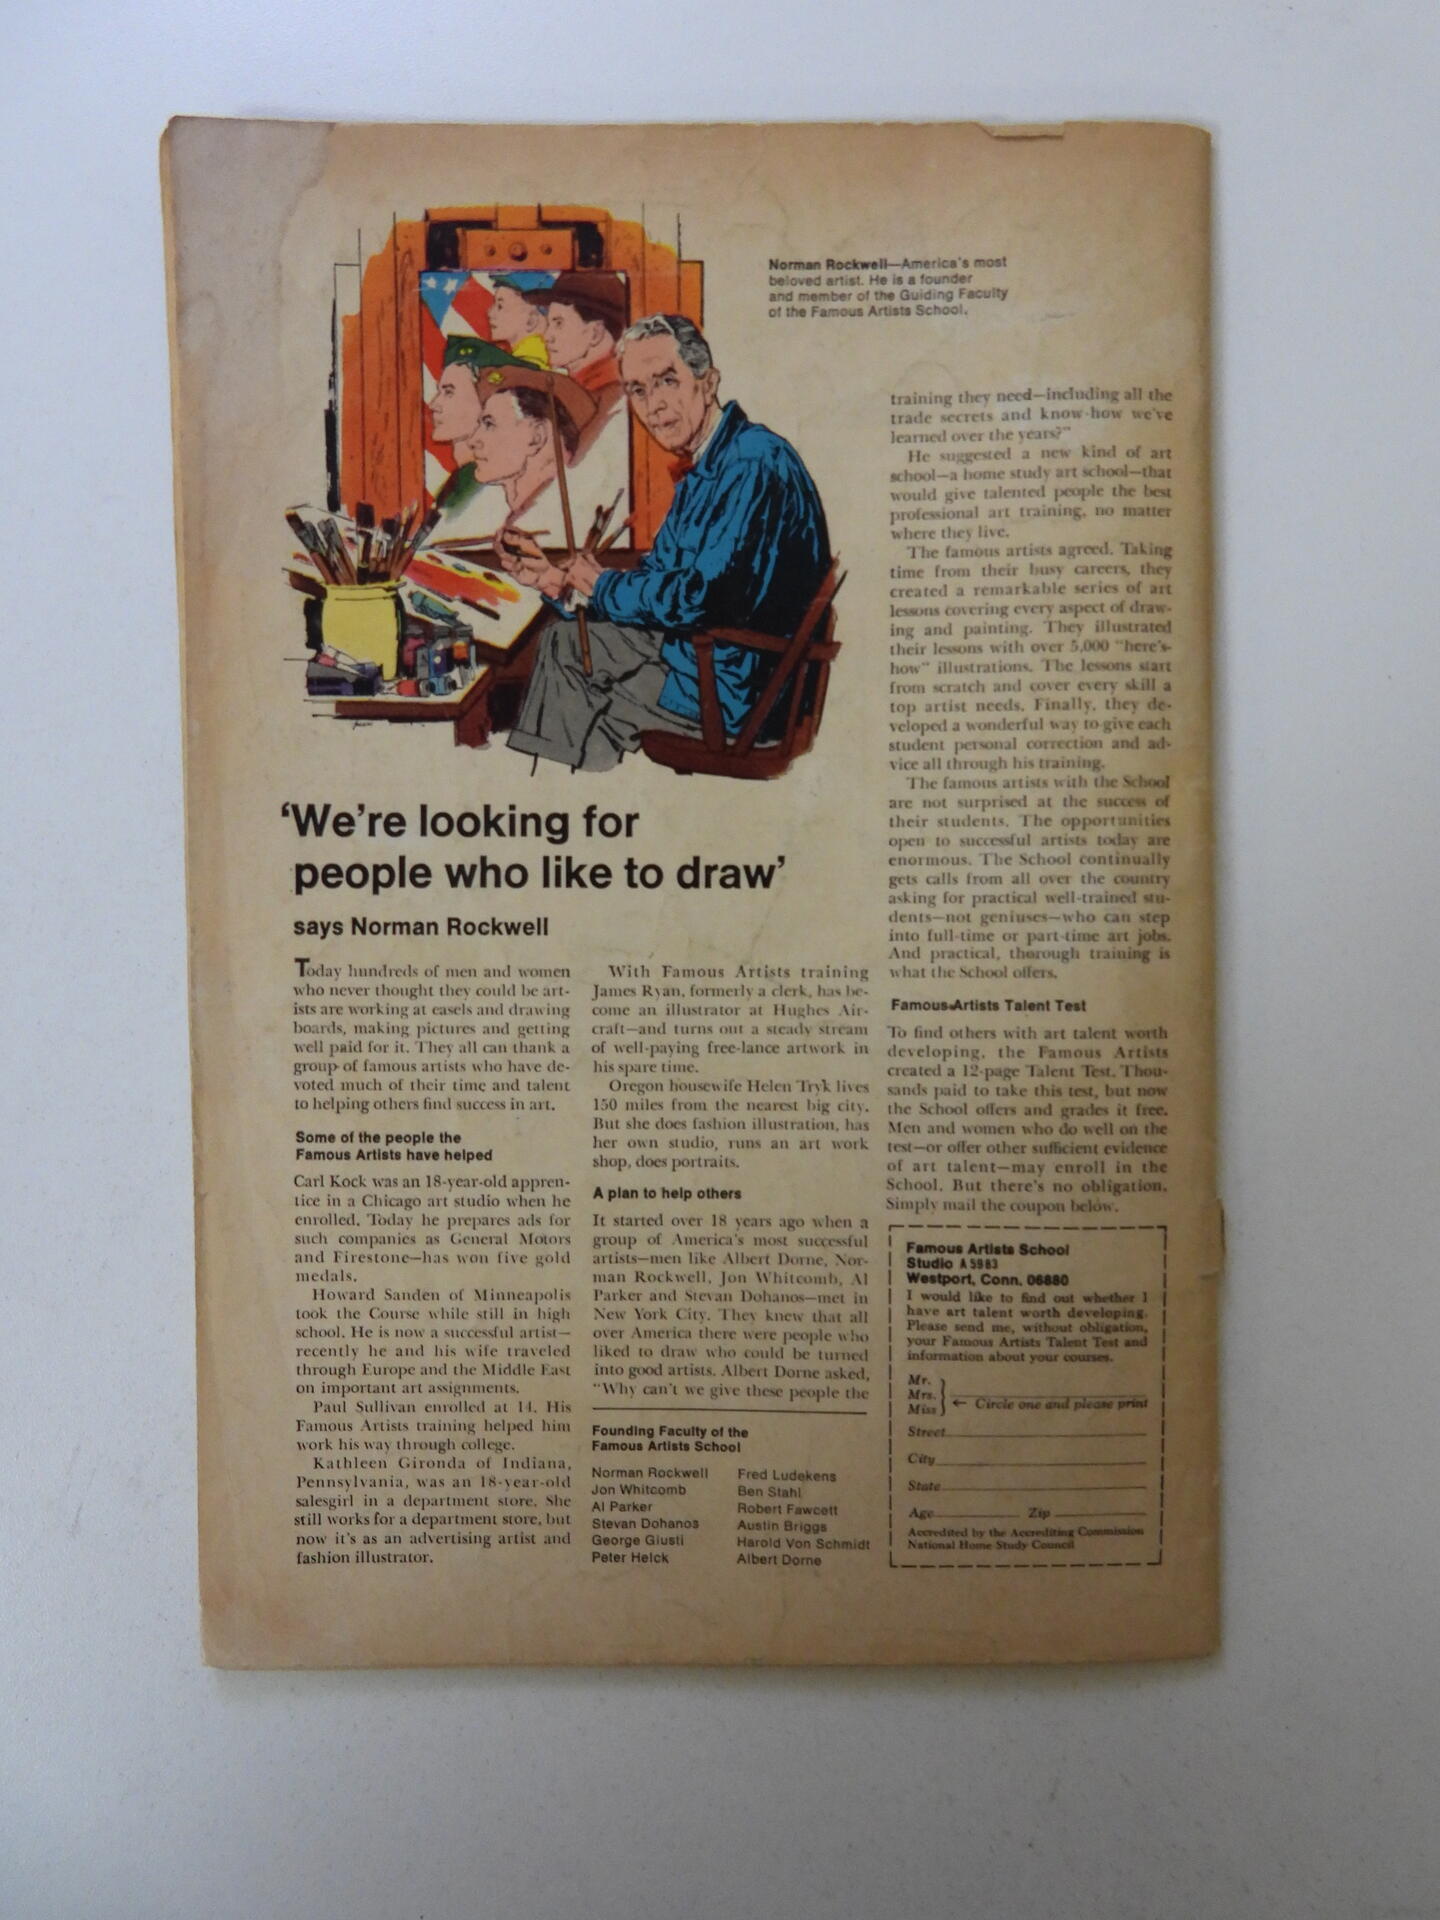 Norman Rockwell—America's most
beloved artist. He is a founder
and member of the Guiding Faculty
of the Famous Artists School.
'We're looking for
people who like to draw'
says Norman Rockwell
Today hundreds of men and women
who never thought they could be art-
ists are working at easels and drawing
boards, making pictures and getting
well paid for it. They all can thank a
group of famous artists who have de-
voted much of their time and talent
to helping others find success in art.
Some of the people the
Famous Artists have helped
Carl Kock was an 18-year-old appren-
tice in a Chicago art studio when he
enrolled. Today he prepares ads for
such companies as General Motors
and Firestone—has won five gold
medals.
Howard Sanden of Minneapolis
took the Course while still in high
school. He is now a successful artist—
recently he and his wife traveled
through Europe and the Middle East
on important art assignments.
Paul Sullivan enrolled at 14. His
Famous Artists training helped him
work his way through college.
Kathleen Gironda of Indiana,
Pennsylvania, was an 18-year-old
salesgirl in a department store. She
still works for a department store, but
now it's as an advertising artist and
fashion illustrator.
With Famous Artists training
James Ryan, formerly a clerk, has be-
come an illustrator at Hughes Air-
craft—and turns out a steady stream
of well-paying free-lance artwork in
his spare time.
Oregon housewife Helen Tryk lives
150 miles from the nearest big city.
But she does fashion illustration, has
her own studio, runs an art work
shop, does portraits.
A plan to help others
It started over 18 years ago when a
group of America's most successful
artists—men like Albert Dorne, Nor-
man Rockwell, Jon Whitcomb, Al
Parker and Stevan Dohanos—met in
New York City. They knew that all
over America there were people who
liked to draw who could be turned
into good artists. Albert Dorne asked,
"Why can't we give these people the
Founding Faculty of the
Famous Artists School
Norman Rockwell
Jon Whitcomb
Al Parker
Stevan Dohanos
George Giusti
Peter Helck
Fred Ludekens
Ben Stahl
Robert Fawcett
Austin Briggs
Harold Von Schmidt
Albert Dorne
training they need—including all the
trade secrets and know-how we've
learned over the years?"
He suggested a new kind of art
school—a home study art school—that
would give talented people the best
professional art training, no matter
where they live.
The famous artists agreed. Taking
time from their busy careers, they
created a remarkable series of art
lessons covering every aspect of draw-
ing and painting. They illustrated
their lessons with over 5,000 "here's-
how" illustrations. The lessons start
from scratch and cover every skill a
top artist needs. Finally, they de-
veloped a wonderful way to give each
student personal correction and ad-
vice all through his training.
The famous artists with the School
are not surprised at the success of
their students. The opportunities
open to successful artists today are
enormous. The School continually
gets calls from all over the country
asking for practical well-trained stu-
dents—not geniuses—who can step
into full-time or part-time art jobs.
And practical, thorough training is
what the School offers.
Famous Artists Talent Test
To find others with art talent worth
developing, the Famous Artists
created a 12-page Talent Test. Thou-
sands paid to take this test, but now
the School offers and grades it free.
Men and women who do well on the
test—or offer other sufficient evidence
of art talent—may enroll in the
School. But there's no obligation.
Simply mail the coupon below.
Famous Artists School
Studio A5983
Westport, Conn. 06880
I would like to find out whether I
have art talent worth developing.
Please send me, without obligation,
your Famous Artists Talent Test and
information about your courses.
Mr.
Mrs.
Miss
← Circle one and please print
Street
City
State
Age Zip
Accredited by the Accrediting Commission
National Home Study Council